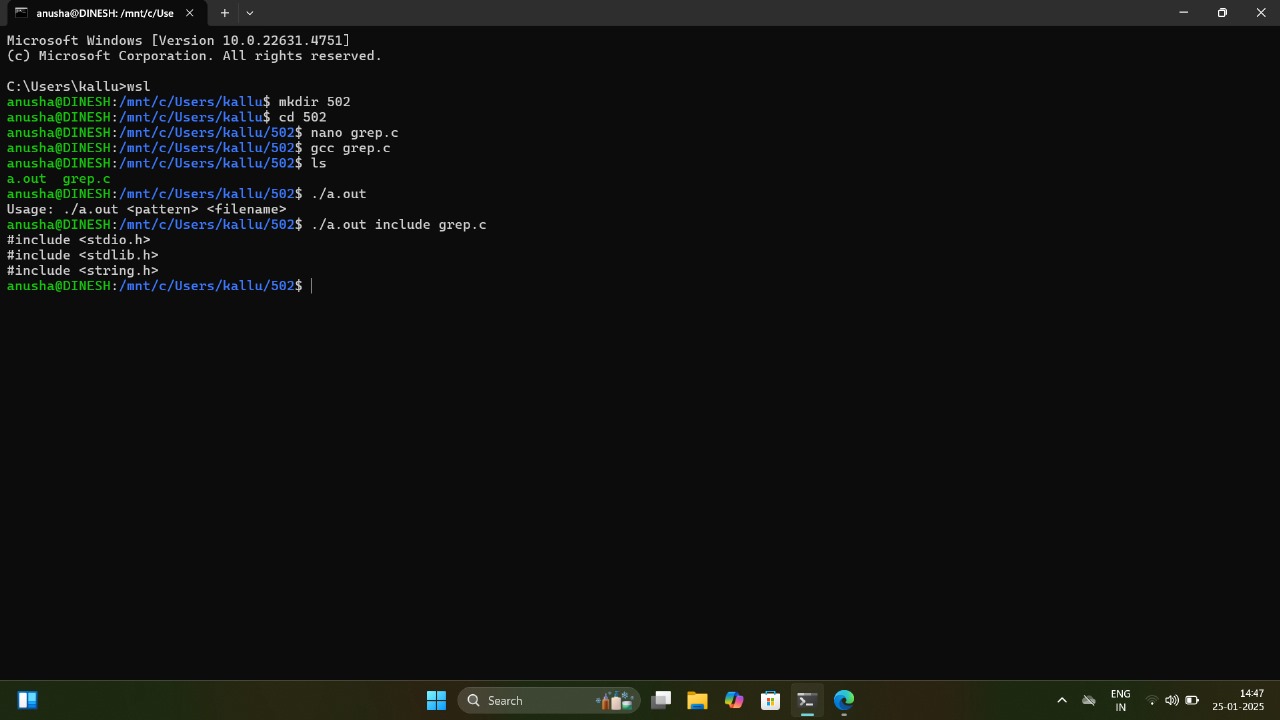 anusha@DINESH: /mnt/c/Use
Microsoft Windows [Version 10.0.22631.4751]
(c) Microsoft Corporation. All rights reserved.
C:\Users\kallu>wsl
anusha@DINESH:/mnt/c/Users/kallu$ mkdir 502
anusha@DINESH:/mnt/c/Users/kallu$ cd 502
anusha@DINESH:/mnt/c/Users/kallu/502$ nano grep.c
anusha@DINESH:/mnt/c/Users/kallu/502$ gcc grep.c
anusha@DINESH:/mnt/c/Users/kallu/502$ ls
a.out  grep.c
anusha@DINESH:/mnt/c/Users/kallu/502$ ./a.out
Usage: ./a.out <pattern> <filename>
anusha@DINESH:/mnt/c/Users/kallu/502$ ./a.out include grep.c
#include <stdio.h>
#include <stdlib.h>
#include <string.h>
anusha@DINESH:/mnt/c/Users/kallu/502$
Search
ENG
IN
14:47
25-01-2025